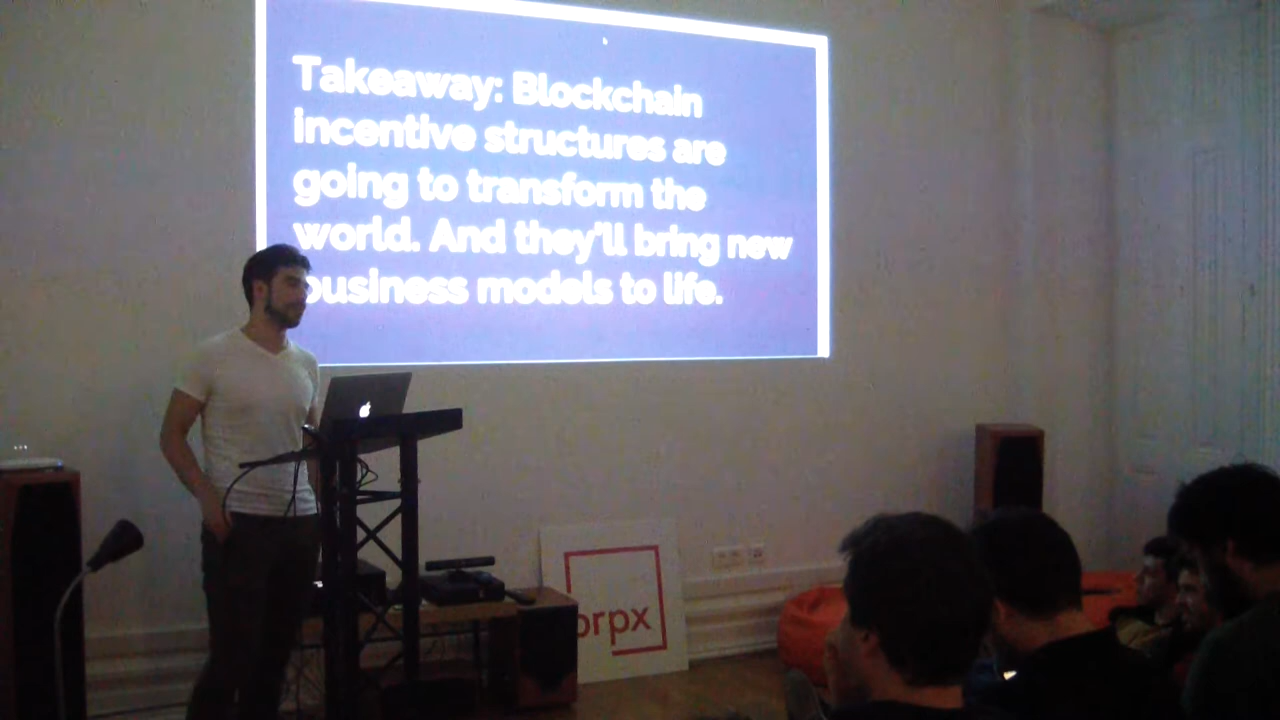 Takeaway: Blockchain
incentive structures are
going to transform the
world. And they'll bring new
business models to life.
prpx